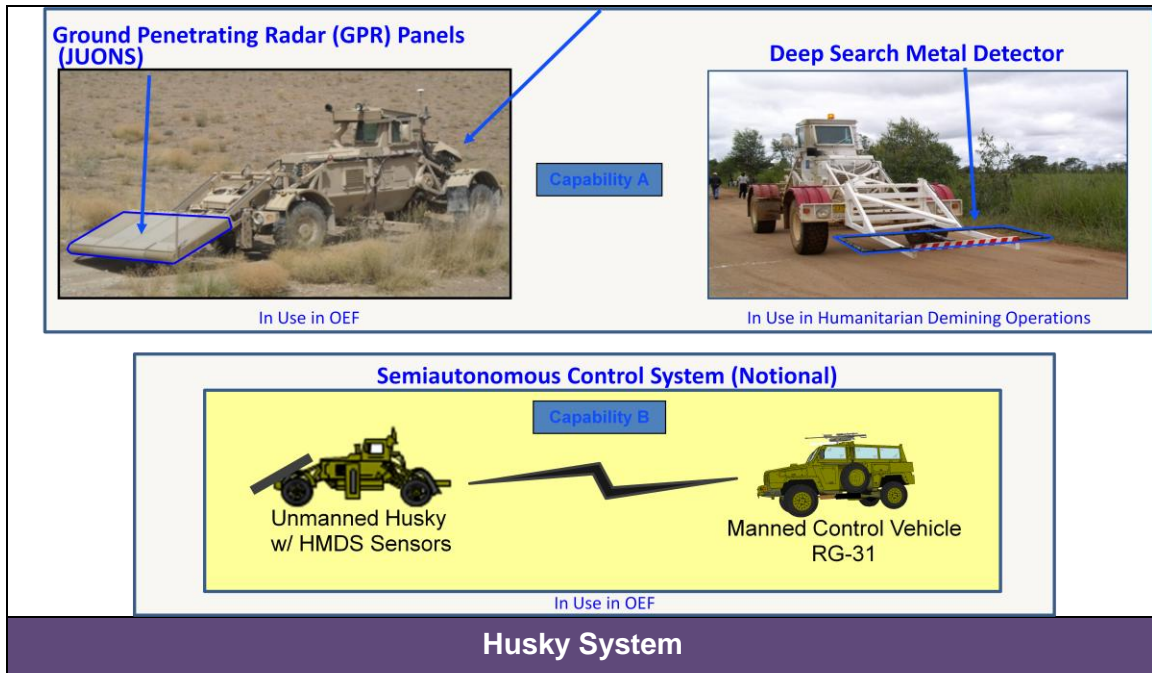 Ground Penetrating Radar (GPR) Panels
(JUONS)
Deep Search Metal Detector
Capability A
In Use in OEF
In Use in Humanitarian Demining Operations
Semiautonomous Control System (Notional)
Capability B
Unmanned Husky
w/ HMDS Sensors
Manned Control Vehicle
RG-31
In Use in OEF
Husky System